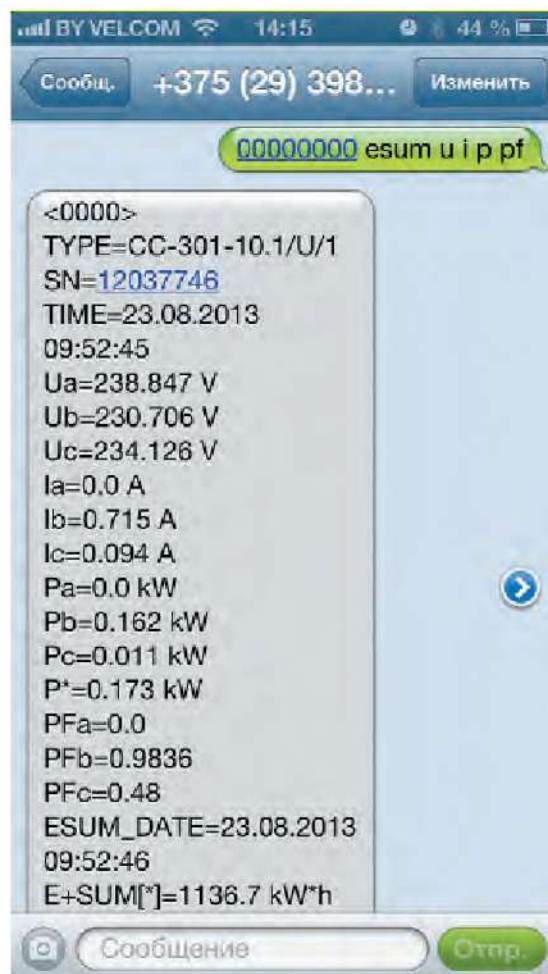 BY VELCOM 14:15 44 %
Сообщ. +375 (29) 398... Изменить
00000000 esum u i p pf
<0000>
TYPE=CC-301-10.1/U/1
SN=12037746
TIME=23.08.2013
09:52:45
Ua=238.847 V
Ub=230.706 V
Uc=234.126 V
Ia=0.0 A
Ib=0.715 A
Ic=0.094 A
Pa=0.0 kW
Pb=0.162 kW
Pc=0.011 kW
P*=0.173 kW
PFa=0.0
PFb=0.9836
PFc=0.48
ESUM_DATE=23.08.2013
09:52:46
E+SUM[*]=1136.7 kW*h
Сообщение Отпр.